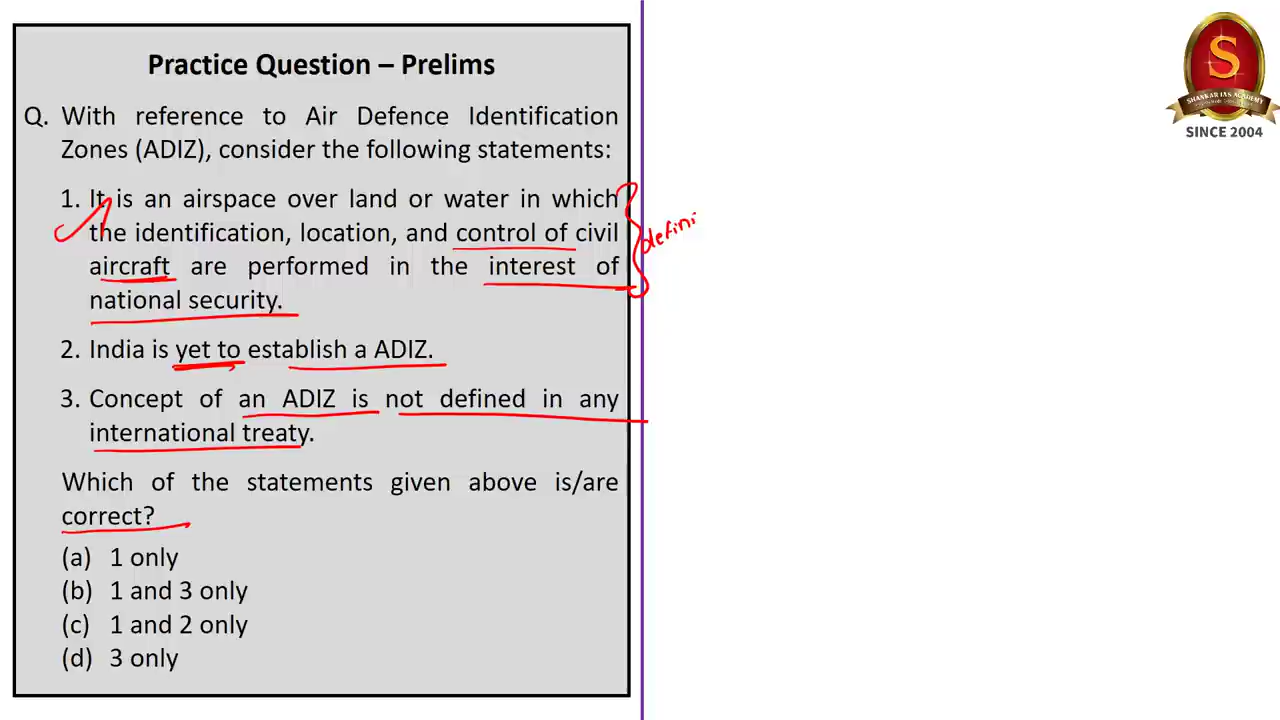 Practice Question – Prelims
Q. With reference to Air Defence Identification
Zones (ADIZ), consider the following statements:
1. It is an airspace over land or water in which
the identification, location, and control of civil
aircraft are performed in the interest of
national security.
defini
2. India is yet to establish a ADIZ.
3. Concept of an ADIZ is not defined in any
international treaty.
Which of the statements given above is/are
correct?
(a) 1 only
(b) 1 and 3 only
(c) 1 and 2 only
(d) 3 only
S
SHANKAR IAS ACADEMY
SINCE 2004